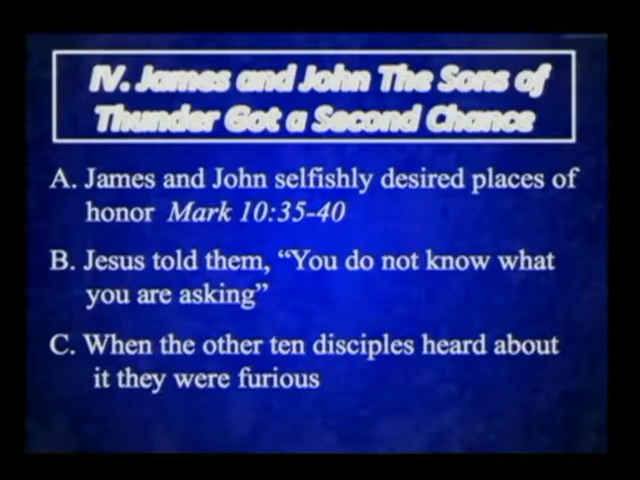 IV. James and John The Sons of
Thunder Got a Second Chance
A. James and John selfishly desired places of
honor Mark 10:35-40
B. Jesus told them, “You do not know what
you are asking”
C. When the other ten disciples heard about
it they were furious